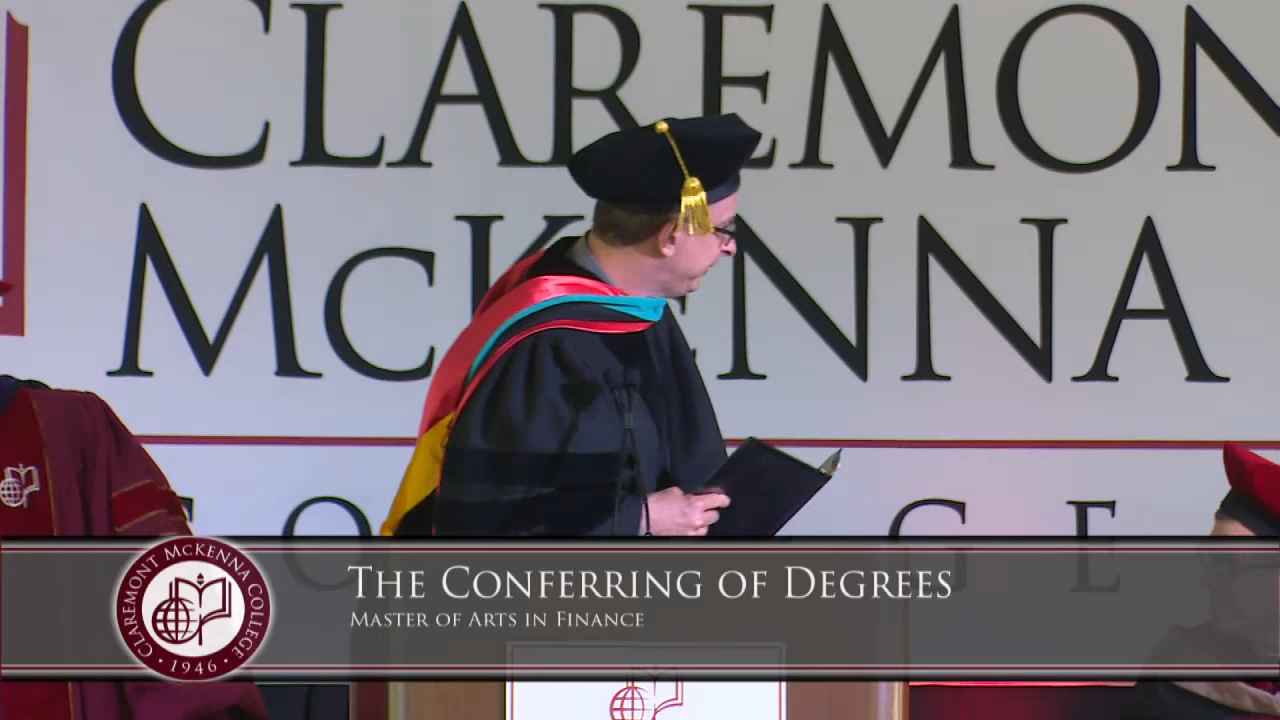 CLAREMON
MCKENNA
THE CONFERRING OF DEGREES
MASTER OF ARTS IN FINANCE
CLAREMONT MCKENNA COLLEGE
· 1946 ·